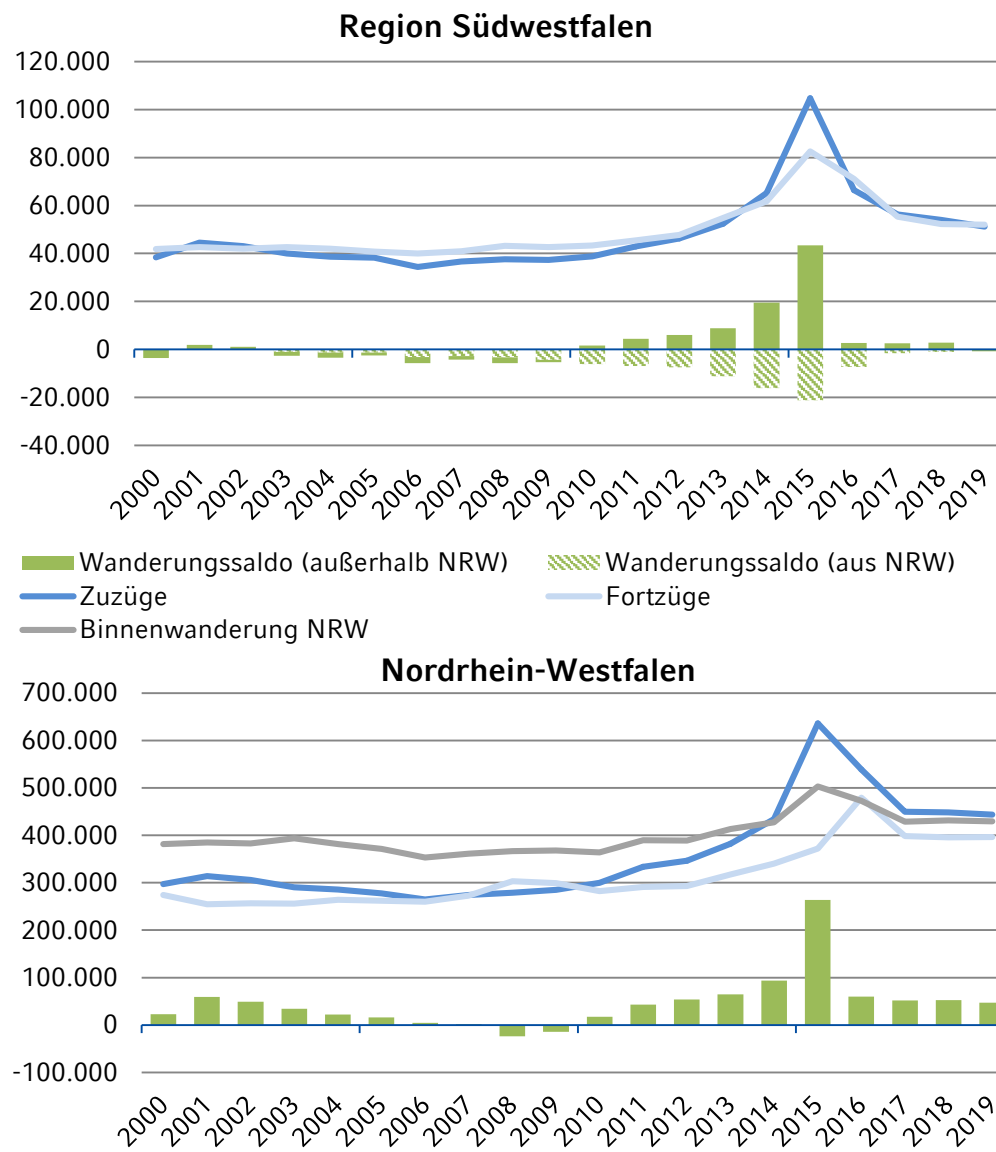 Region Südwestfalen
120.000
100.000
80.000
60.000
40.000
20.000
0
-20.000
-40.000
2000 2001 2002 2003 2004 2005 2006 2007 2008 2009 2010 2011 2012 2013 2014 2015 2016 2017 2018 2019
Wanderungssaldo (außerhalb NRW) Wanderungssaldo (aus NRW)
Zuzüge Fortzüge
Binnenwanderung NRW
Nordrhein-Westfalen
700.000
600.000
500.000
400.000
300.000
200.000
100.000
0
-100.000
2000 2001 2002 2003 2004 2005 2006 2007 2008 2009 2010 2011 2012 2013 2014 2015 2016 2017 2018 2019